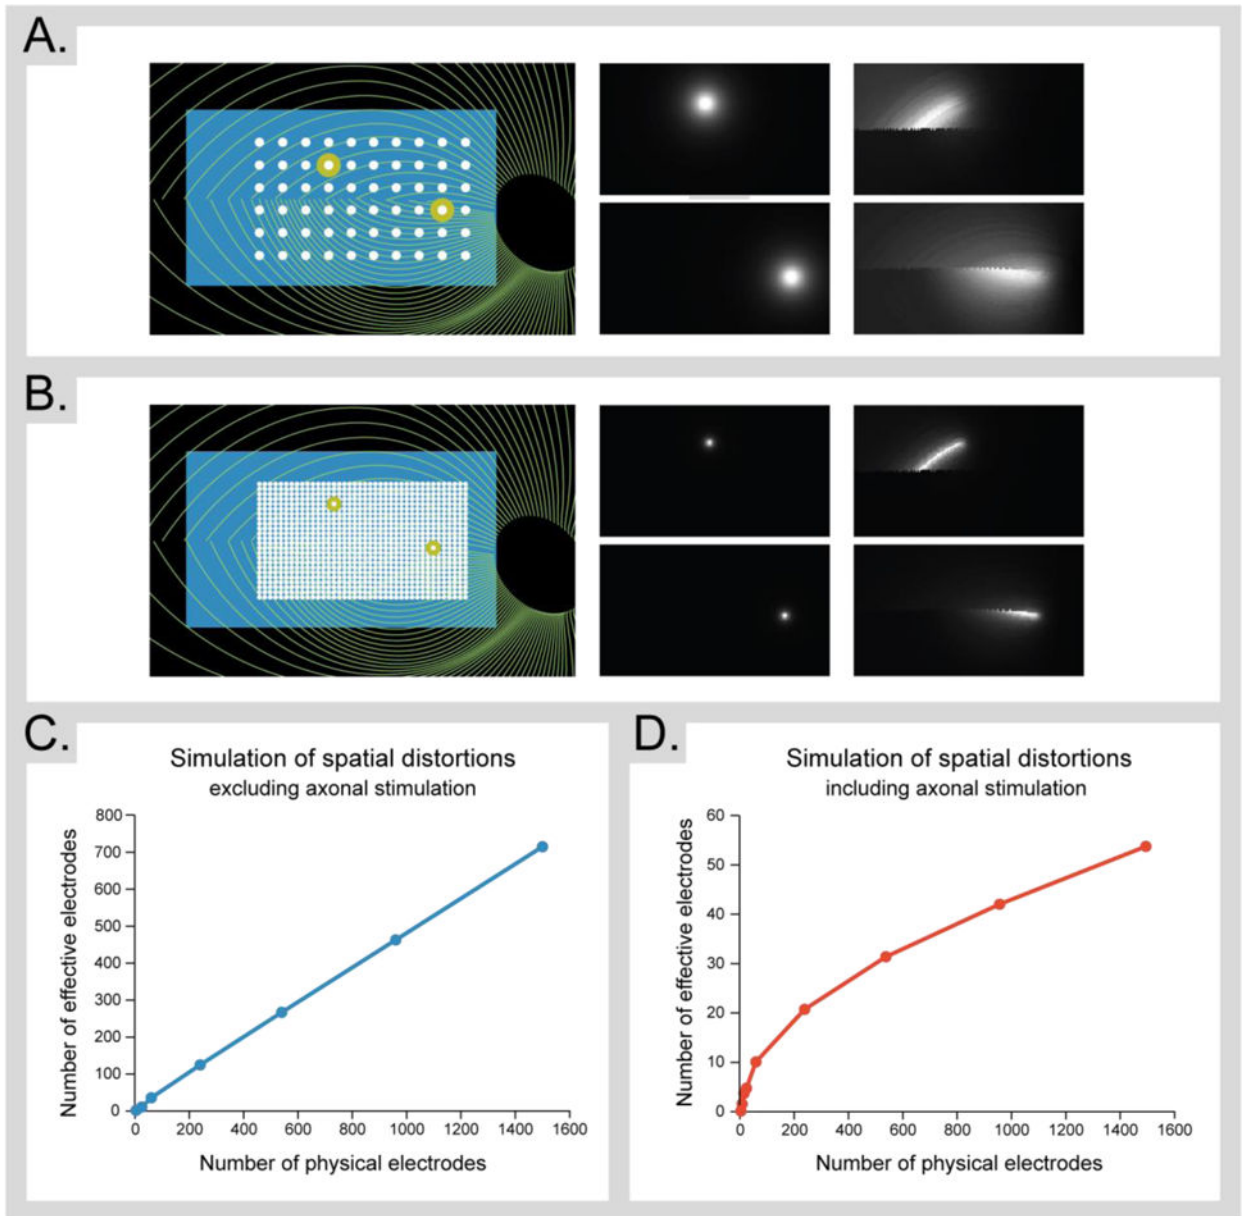 A.
B.
C.
Simulation of spatial distortions
excluding axonal stimulation
Number of effective electrodes
800
700
600
500
400
300
200
100
0
0 200 400 600 800 1000 1200 1400 1600
Number of physical electrodes
D.
Simulation of spatial distortions
including axonal stimulation
Number of effective electrodes
60
50
40
30
20
10
0
0 200 400 600 800 1000 1200 1400 1600
Number of physical electrodes